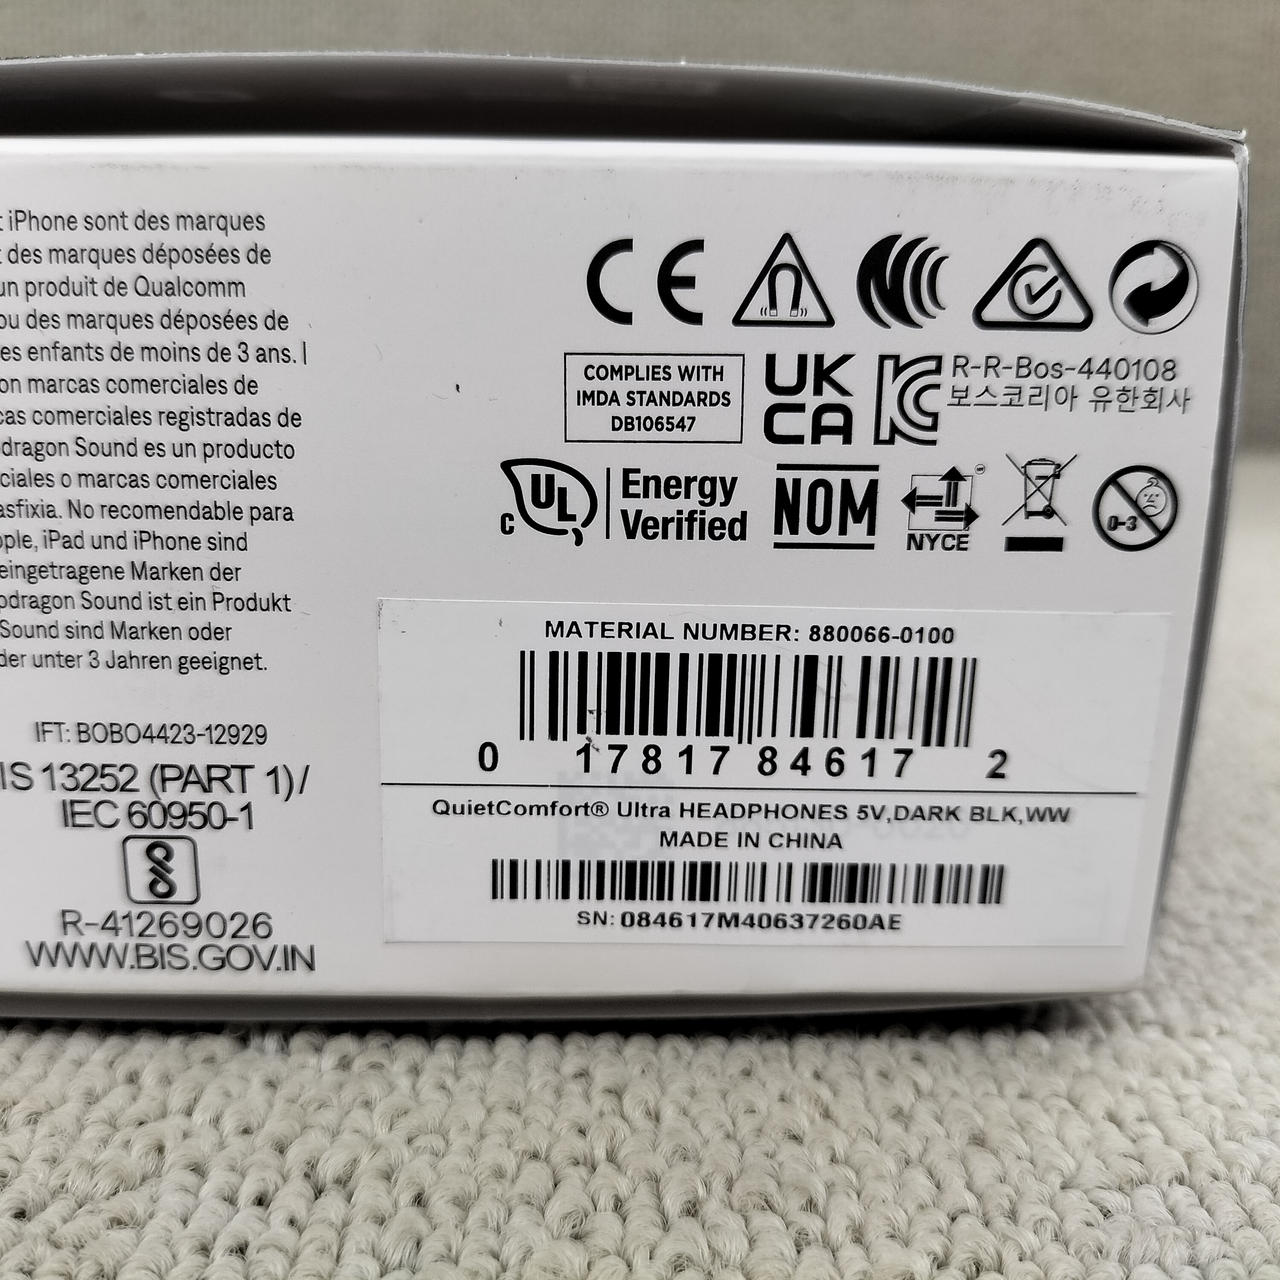 t iPhone sont des marques
t des marques déposées de
un produit de Qualcomm
ou des marques déposées de
es enfants de moins de 3 ans. |
on marcas comerciales de
cas comerciales registradas de
dragon Sound es un producto
ciales o marcas comerciales
asfixia. No recomendable para
pple, iPad und iPhone sind
eingetragene Marken der
pdragon Sound ist ein Produkt
Sound sind Marken oder
der unter 3 Jahren geeignet.
IFT: BOBO4423-12929
IS 13252 (PART 1)/
IEC 60950-1
R-41269026
WWW.BIS.GOV.IN
CE
COMPLIES WITH
IMDA STANDARDS
DB106547
UK
CA
R-R-Bos-440108
보스코리아 유한회사
C UL
Energy
Verified
NOM
NYCE
0-3
MATERIAL NUMBER: 880066-0100
0 17817 84617 2
QuietComfort® Ultra HEADPHONES 5V,DARK BLK,WW
MADE IN CHINA
SN: 084617M40637260AE